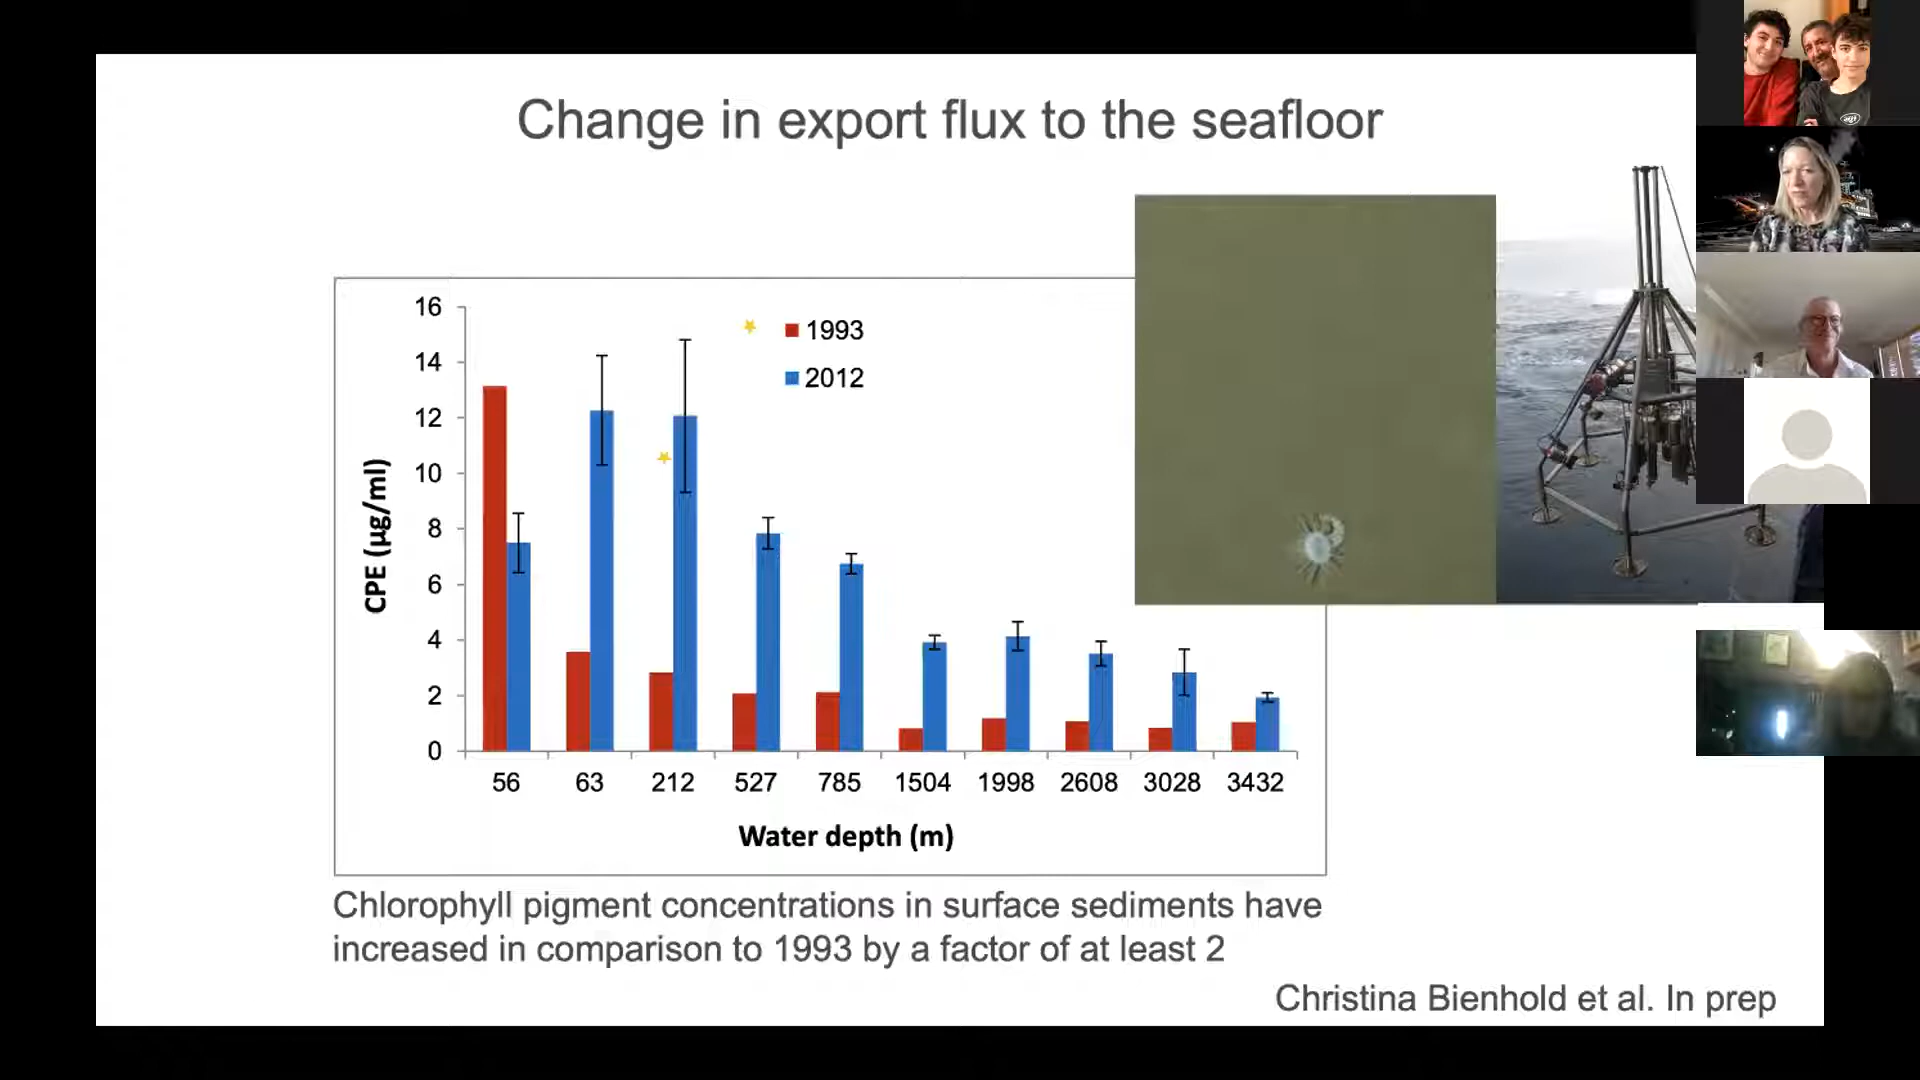 Change in export flux to the seafloor
16
14
12
10
8
6
4
2
0
CPE (µg/ml)
1993
2012
56 63 212 527 785 1504 1998 2608 3028 3432
Water depth (m)
Chlorophyll pigment concentrations in surface sediments have
increased in comparison to 1993 by a factor of at least 2
Christina Bienhold et al. In prep